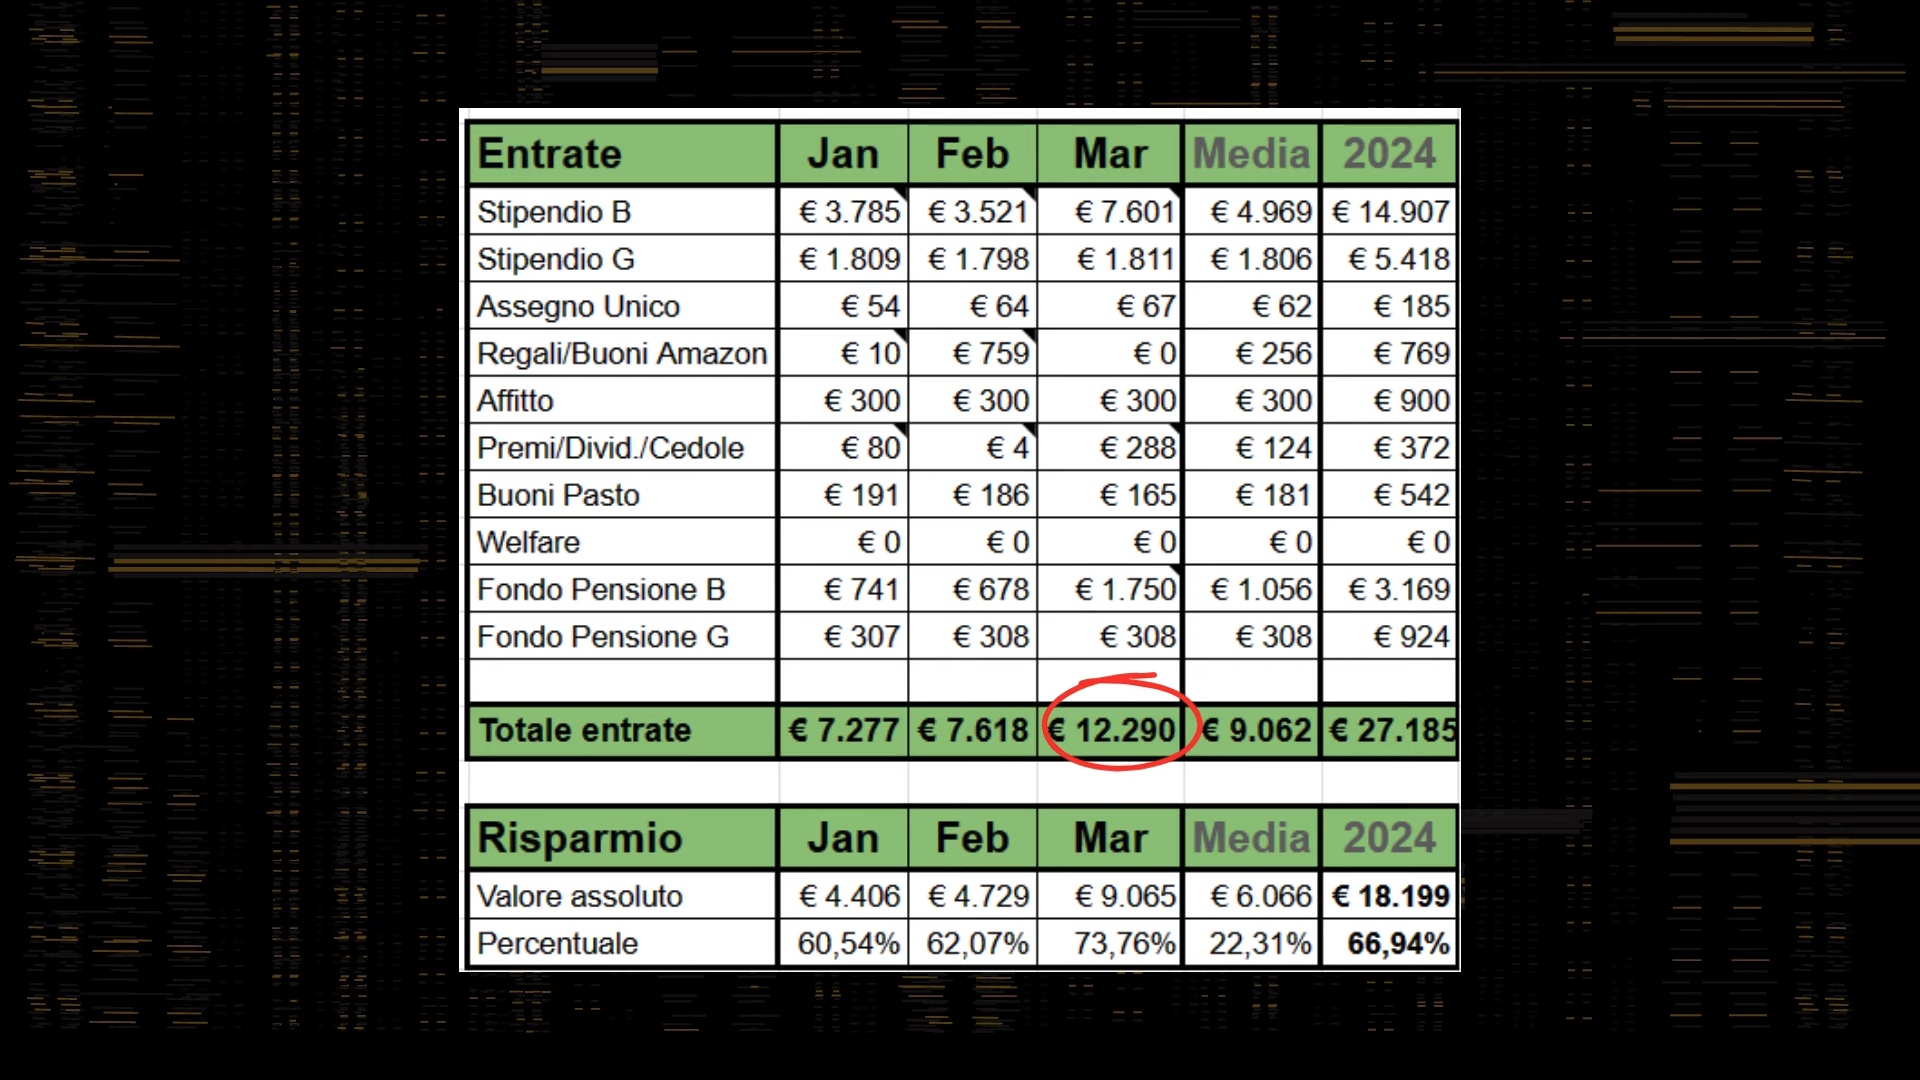 Entrate Jan Feb Mar Media 2024
Stipendio B € 3.785 € 3.521 € 7.601 € 4.969 € 14.907
Stipendio G € 1.809 € 1.798 € 1.811 € 1.806 € 5.418
Assegno Unico € 54 € 64 € 67 € 62 € 185
Regali/Buoni Amazon € 10 € 759 € 0 € 256 € 769
Affitto € 300 € 300 € 300 € 300 € 900
Premi/Divid./Cedole € 80 € 4 € 288 € 124 € 372
Buoni Pasto € 191 € 186 € 165 € 181 € 542
Welfare € 0 € 0 € 0 € 0 € 0
Fondo Pensione B € 741 € 678 € 1.750 € 1.056 € 3.169
Fondo Pensione G € 307 € 308 € 308 € 308 € 924
Totale entrate € 7.277 € 7.618 € 12.290 € 9.062 € 27.185
Risparmio Jan Feb Mar Media 2024
Valore assoluto € 4.406 € 4.729 € 9.065 € 6.066 € 18.199
Percentuale 60,54% 62,07% 73,76% 22,31% 66,94%